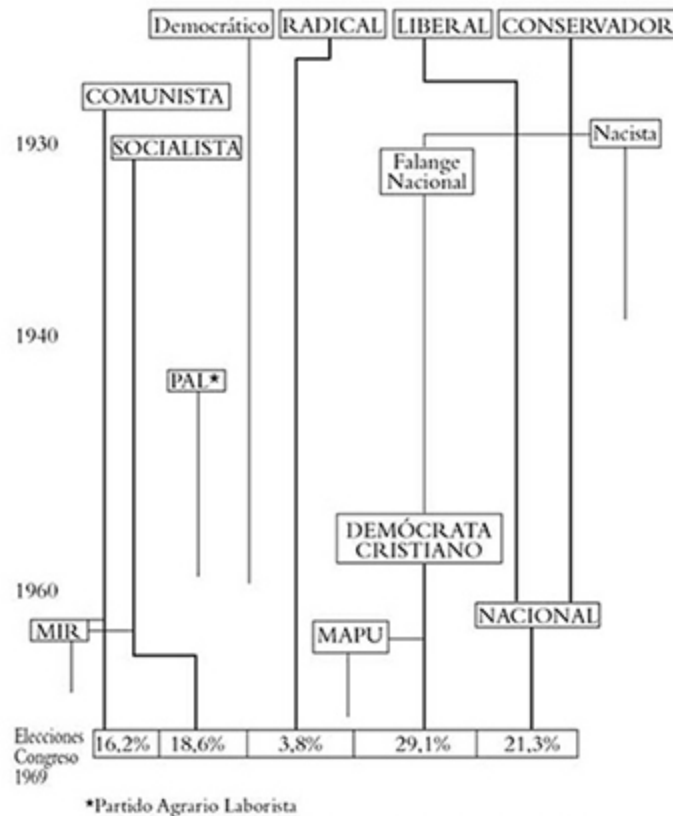 Democrático RADICAL LIBERAL CONSERVADOR
COMUNISTA
1930
Nacista
SOCIALISTA
Falange
Nacional
1940
PAL*
DEMÓCRATA
CRISTIANO
1960
NACIONAL
MIR
MAPU
Elecciones
Congreso
1969
16,2% 18,6% 3,8% 29,1% 21,3%
*Partido Agrario Laborista